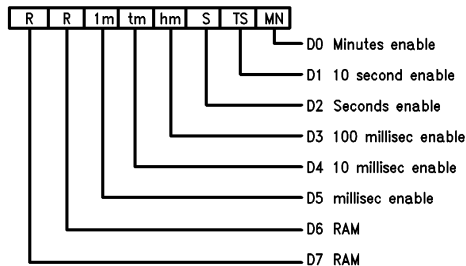 R R 1m tm hm S TS MN
D0 Minutes enable
D1 10 second enable
D2 Seconds enable
D3 100 millisec enable
D4 10 millisec enable
D5 millisec enable
D6 RAM
D7 RAM